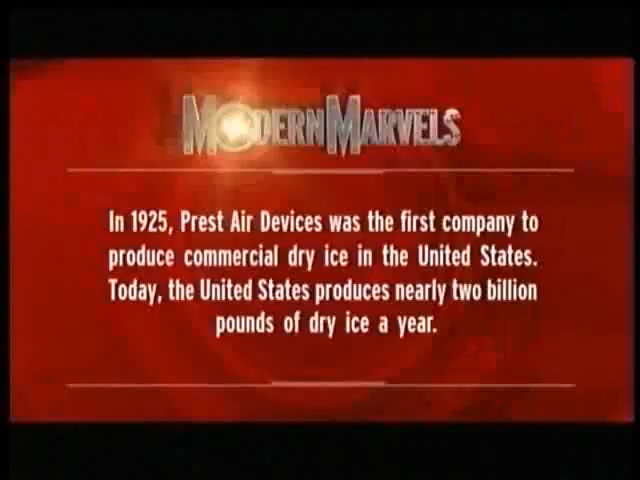 MODERN MARVELS
In 1925, Prest Air Devices was the first company to
produce commercial dry ice in the United States.
Today, the United States produces nearly two billion
pounds of dry ice a year.